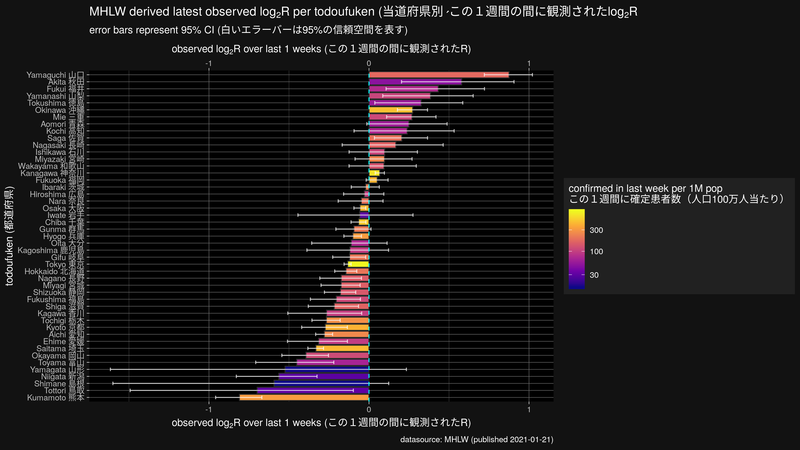 MHLW derived latest observed log₂R per todoufuken (当道府県別 -この１週間の間に観測されたlog₂R
error bars represent 95% CI (白いエラーバーは95%の信頼空間を表す)
observed log₂R over last 1 weeks (この１週間の間に観測されたR)
-1 0 1
Yamaguchi 山口
Akita 秋田
Fukui 福井
Yamanashi 山梨
Tokushima 徳島
Okinawa 沖縄
Mie 三重
Aomori 青森
Kochi 高知
Saga 佐賀
Nagasaki 長崎
Ishikawa 石川
Miyazaki 宮崎
Wakayama 和歌山
Kanagawa 神奈川
Fukuoka 福岡
Ibaraki 茨城
Hiroshima 広島
Nara 奈良
Osaka 大阪
Iwate 岩手
Chiba 千葉
Gunma 群馬
Hyogo 兵庫
Oita 大分
Kagoshima 鹿児島
Gifu 岐阜
Tokyo 東京
Hokkaido 北海道
Nagano 長野
Miyagi 宮城
Shizuoka 静岡
Fukushima 福島
Shiga 滋賀
Kagawa 香川
Tochigi 栃木
Kyoto 京都
Aichi 愛知
Ehime 愛媛
Saitama 埼玉
Okayama 岡山
Toyama 富山
Yamagata 山形
Niigata 新潟
Shimane 島根
Tottori 鳥取
Kumamoto 熊本
todoufuken (都道府県)
-1 0 1
observed log₂R over last 1 weeks (この１週間の間に観測されたR)
confirmed in last week per 1M pop
この１週間に確定患者数（人口100万人当たり）
300
100
30
datasource: MHLW (published 2021-01-21)